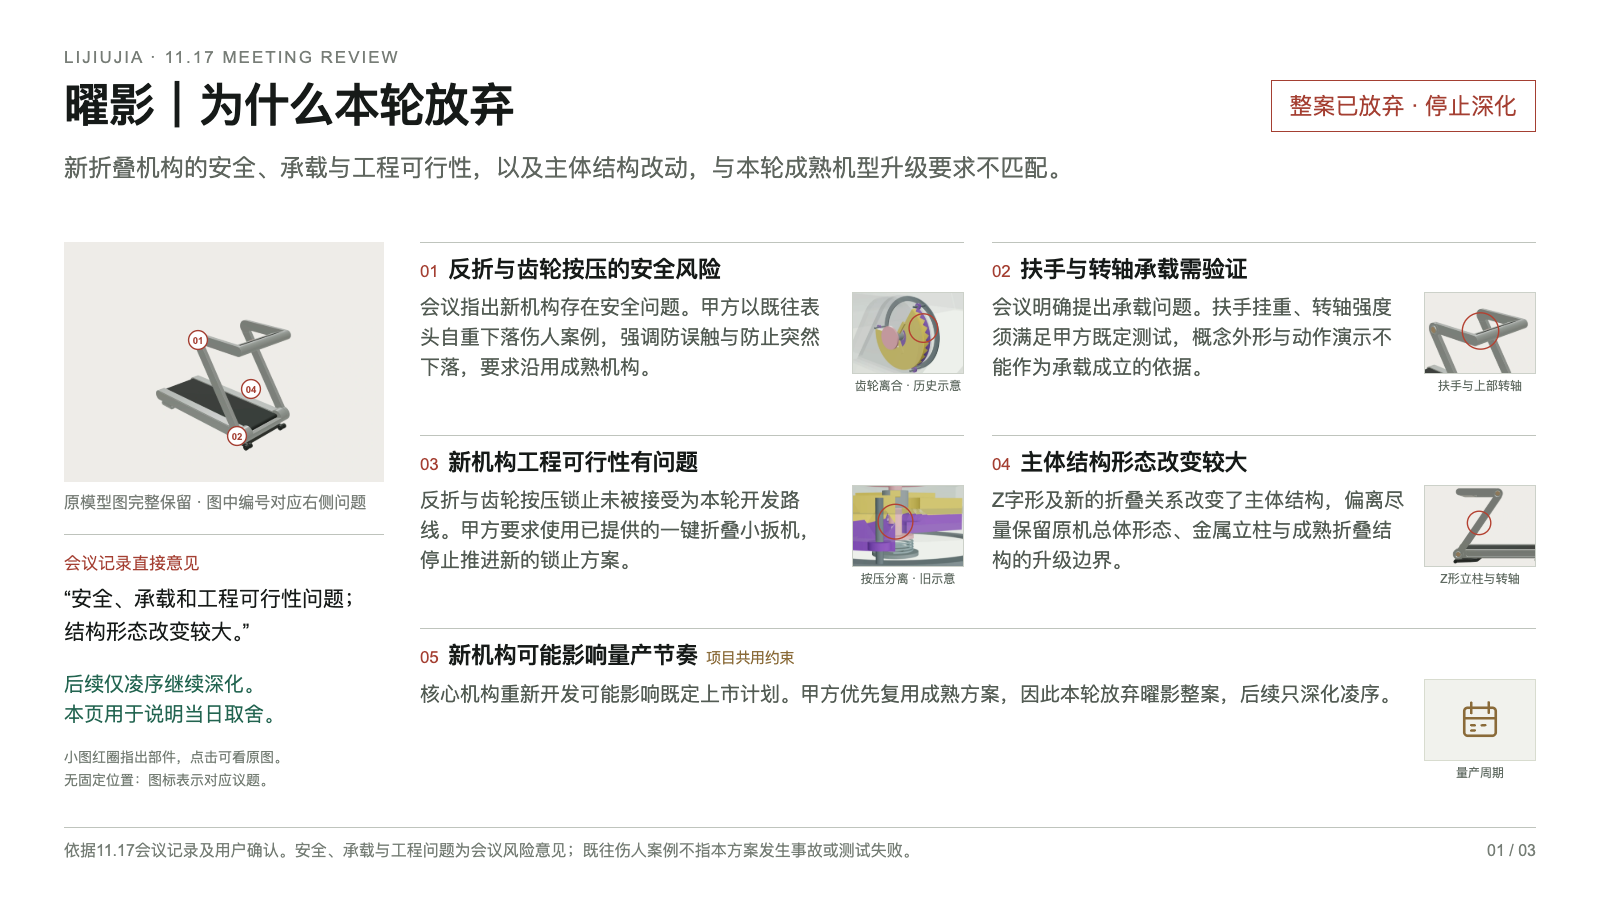 LIJIUJIA · 11.17 MEETING REVIEW
曜影｜为什么本轮放弃
整案已放弃 · 停止深化
新折叠机构的安全、承载与工程可行性，以及主体结构改动，与本轮成熟机型升级要求不匹配。
01
04
02
原模型图完整保留 · 图中编号对应右侧问题
会议记录直接意见
“安全、承载和工程可行性问题；
结构形态改变较大。”
后续仅凌序继续深化。
本页用于说明当日取舍。
小图红圈指出部件，点击可看原图。
无固定位置：图标表示对应议题。
01 反折与齿轮按压的安全风险
会议指出新机构存在安全问题。甲方以既往表
头自重下落伤人案例，强调防误触与防止突然
下落，要求沿用成熟机构。
齿轮离合 · 历史示意
02 扶手与转轴承载需验证
会议明确提出承载问题。扶手挂重、转轴强度
须满足甲方既定测试，概念外形与动作演示不
能作为承载成立的依据。
扶手与上部转轴
03 新机构工程可行性有问题
反折与齿轮按压锁止未被接受为本轮开发路
线。甲方要求使用已提供的一键折叠小扳机，
停止推进新的锁止方案。
按压分离 · 旧示意
04 主体结构形态改变较大
Z字形及新的折叠关系改变了主体结构，偏离尽
量保留原机总体形态、金属立柱与成熟折叠结
构的升级边界。
Z形立柱与转轴
05 新机构可能影响量产节奏 项目共用约束
核心机构重新开发可能影响既定上市计划。甲方优先复用成熟方案，因此本轮放弃曜影整案，后续只深化凌序。
量产周期
依据11.17会议记录及用户确认。安全、承载与工程问题为会议风险意见；既往伤人案例不指本方案发生事故或测试失败。
01 / 03